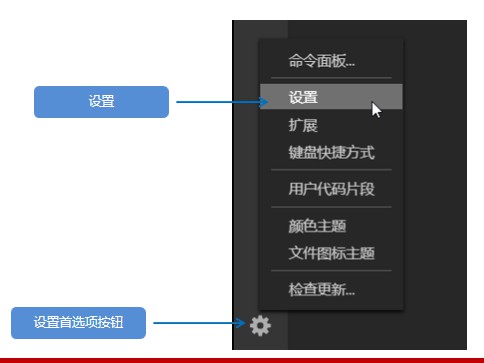 命令面板...
设置
设置
扩展
键盘快捷方式
用户代码片段
颜色主题
文件图标主题
检查更新...
设置首选项按钮